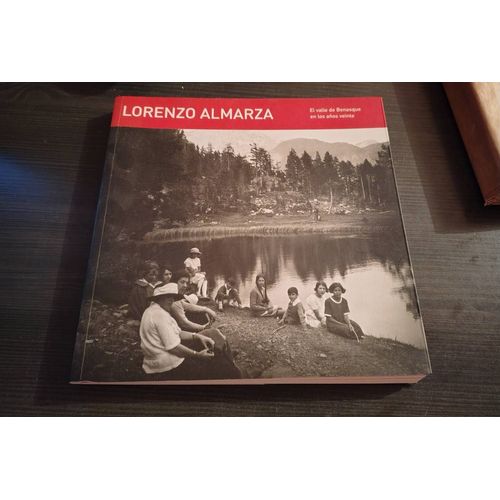 LORENZO ALMARZA
El valle de Benasque
en los años veinte